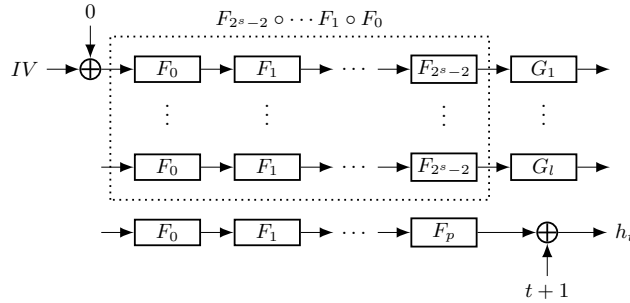 0
F_{2^s−2} ∘ ⋯ F_1 ∘ F_0
IV F_0 F_1 ⋯ F_{2^s−2} G_1
⋮ ⋮ ⋮ ⋮
F_0 F_1 ⋯ F_{2^s−2} G_l
F_0 F_1 ⋯ F_p
t + 1